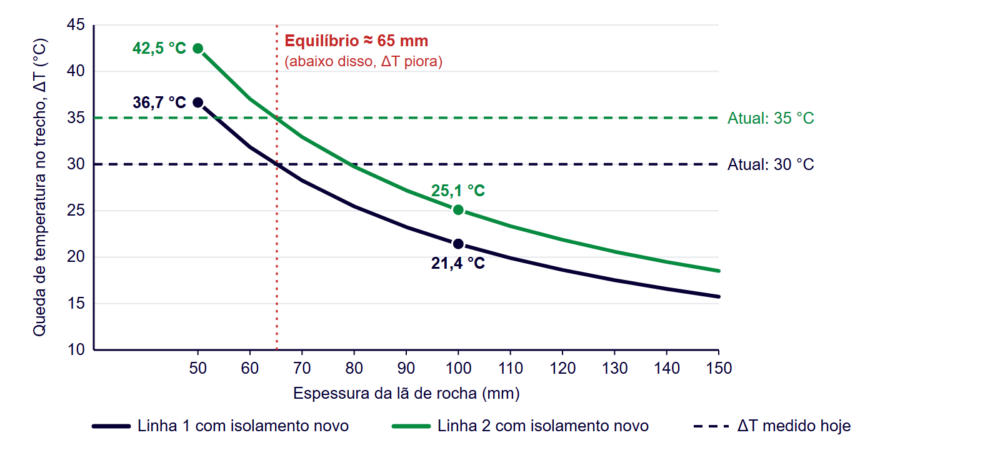 45
40
35
30
25
20
15
10
Queda de temperatura no trecho, ΔT (°C)
42,5 °C
36,7 °C
Equilíbrio ≈ 65 mm
(abaixo disso, ΔT piora)
Atual: 35 °C
Atual: 30 °C
25,1 °C
21,4 °C
50 60 70 80 90 100 110 120 130 140 150
Espessura da lã de rocha (mm)
Linha 1 com isolamento novo
Linha 2 com isolamento novo
ΔT medido hoje